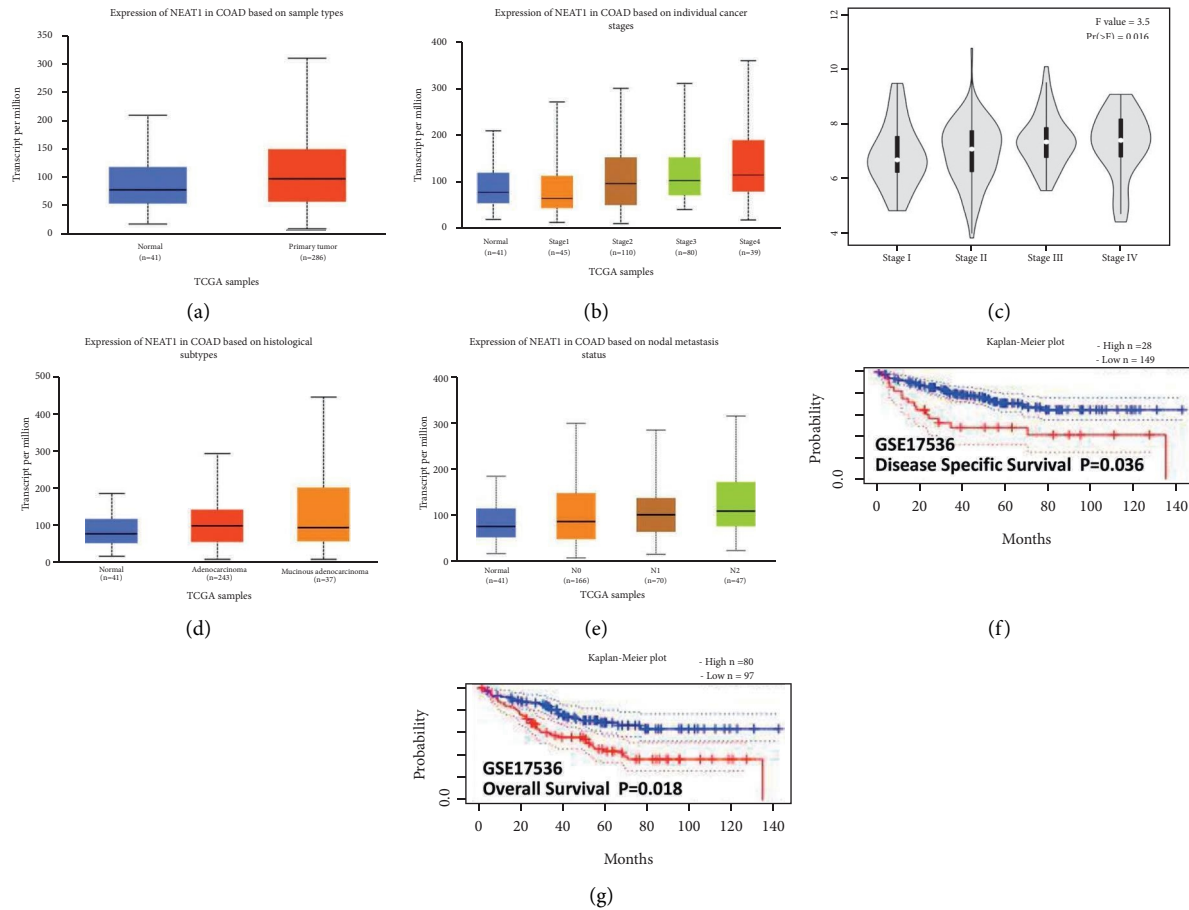 Expression of NEAT1 in COAD based on sample types
Transcript per million
350
300
250
200
150
100
50
0
Normal
(n=41)
Primary tumor
(n=286)
TCGA samples
(a)
Expression of NEAT1 in COAD based on individual cancer
stages
Transcript per million
400
300
200
100
0
Normal
(n=41)
Stage1
(n=45)
Stage2
(n=110)
Stage3
(n=80)
Stage4
(n=39)
TCGA samples
(b)
F value = 3.5
Pr(>F) = 0.016
12
10
8
6
4
Stage I
Stage II
Stage III
Stage IV
(c)
Expression of NEAT1 in COAD based on histological
subtypes
Transcript per million
500
400
300
200
100
0
Normal
(n=41)
Adenocarcinoma
(n=243)
Mucinous adenocarcinoma
(n=37)
TCGA samples
(d)
Expression of NEAT1 in COAD based on nodal metastasis
status
Transcript per million
400
300
200
100
0
Normal
(n=41)
N0
(n=166)
N1
(n=70)
N2
(n=47)
TCGA samples
(e)
Kaplan-Meier plot
- High n =28
- Low n = 149
Probability
0.0
GSE17536
Disease Specific Survival P=0.036
0 20 40 60 80 100 120 140
Months
(f)
Kaplan-Meier plot
- High n =80
- Low n = 97
Probability
0.0
GSE17536
Overall Survival P=0.018
0 20 40 60 80 100 120 140
Months
(g)